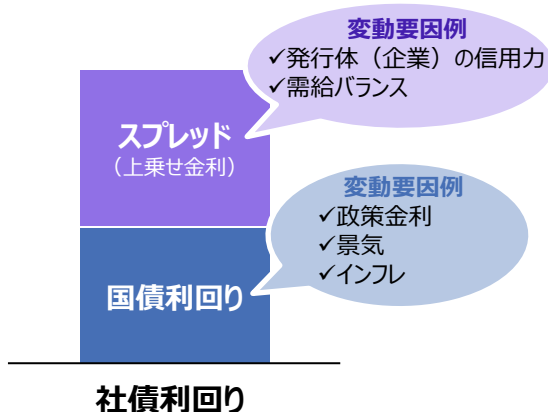 変動要因例
✓発行体（企業）の信用力
✓需給バランス
スプレッド
（上乗せ金利）
変動要因例
✓政策金利
✓景気
✓インフレ
国債利回り
社債利回り